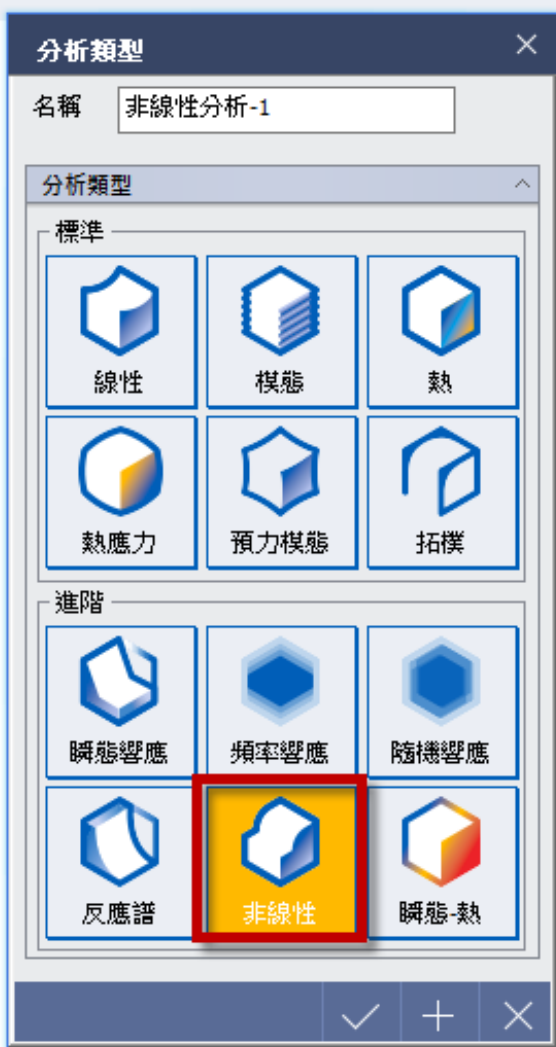 分析類型
名稱 非線性分析-1
分析類型
標準
線性 模態 熱
熱應力 預力模態 拓樸
進階
瞬態響應 頻率響應 隨機響應
反應譜 非線性 瞬態-熱